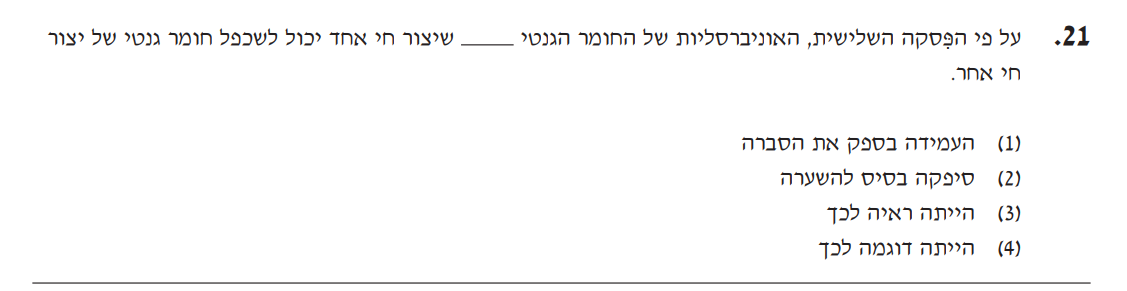 21. על פי הפִּסקה השלישית, האוניברסליות של החומר הגנטי _____ שיצור חי אחד יכול לשכפל חומר גנטי של יצור
חי אחר.
(1) העמידה בספק את הסברה
(2) סיפקה בסיס להשערה
(3) הייתה ראיה לכך
(4) הייתה דוגמה לכך